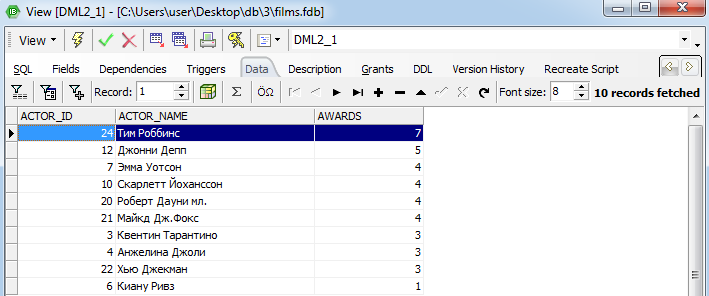 View [DML2_1] - [C:\Users\user\Desktop\db\3\films.fdb]
View DML2_1
SQL Fields Dependencies Triggers Data Description Grants DDL Version History Recreate Script
Record: 1 Σ ÖΩ Font size: 8 10 records fetched
ACTOR_ID ACTOR_NAME AWARDS
24 Тим Роббинс 7
12 Джонни Депп 5
7 Эмма Уотсон 4
10 Скарлетт Йоханссон 4
20 Роберт Дауни мл. 4
21 Майкд Дж.Фокс 4
3 Квентин Тарантино 3
4 Анжелина Джоли 3
22 Хью Джекман 3
6 Киану Ривз 1